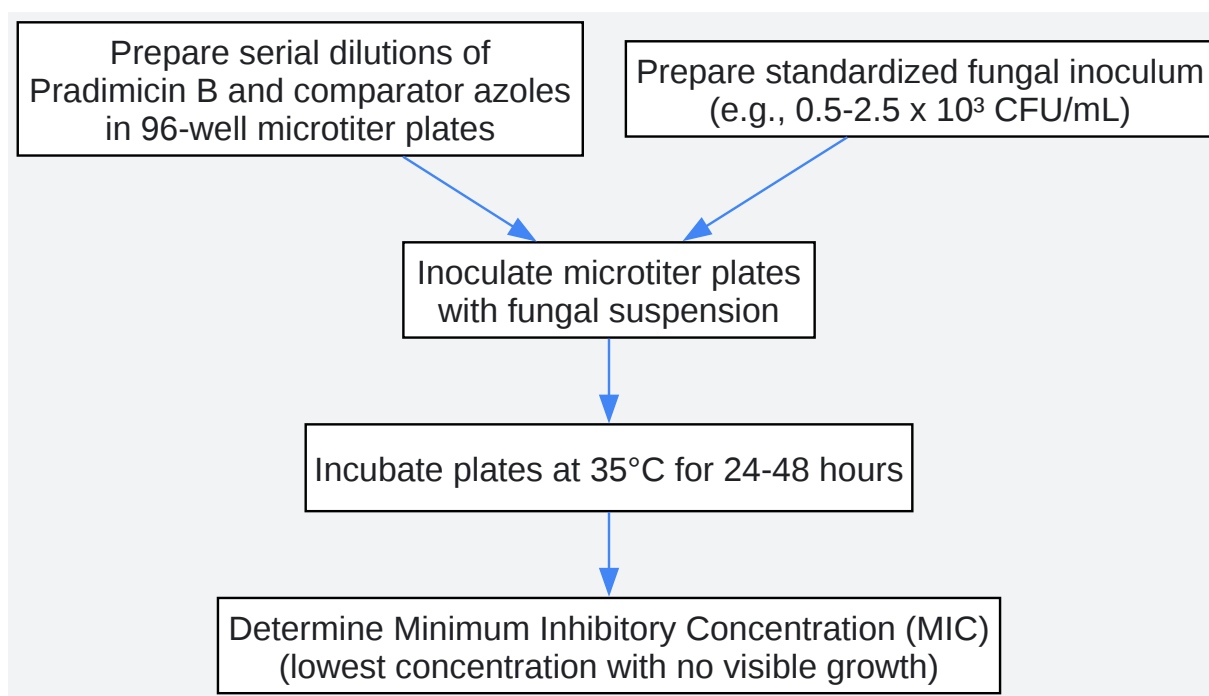 Prepare serial dilutions of
Pradimicin B and comparator azoles
in 96-well microtiter plates
Prepare standardized fungal inoculum
(e.g., 0.5-2.5 x 10³ CFU/mL)
Inoculate microtiter plates
with fungal suspension
Incubate plates at 35°C for 24-48 hours
Determine Minimum Inhibitory Concentration (MIC)
(lowest concentration with no visible growth)